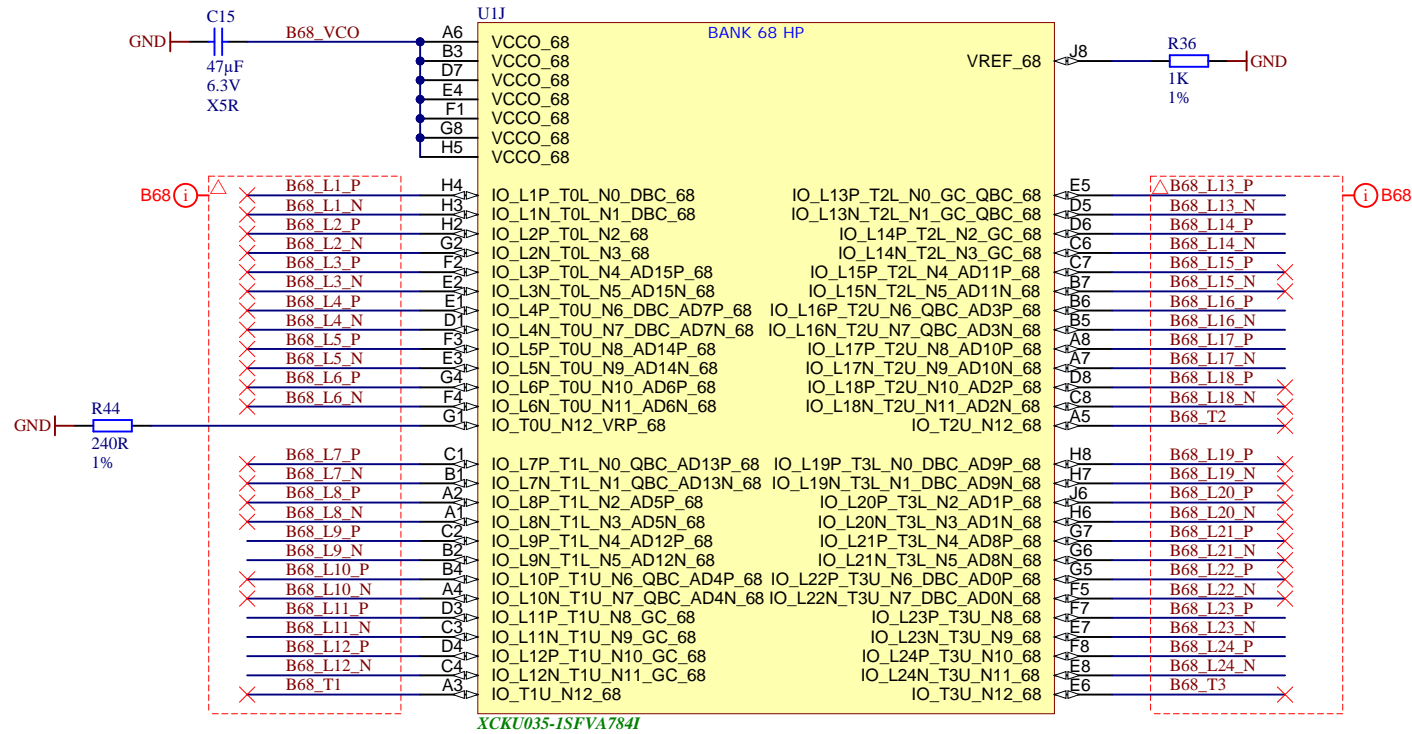 C15
U1J
GND
B68_VCO
A6
VCCO_68
BANK 68 HP
R36
B3
VCCO_68
VREF_68
J8
GND
47µF
D7
VCCO_68
1K
6.3V
E4
VCCO_68
1%
X5R
F1
VCCO_68
G8
VCCO_68
H5
VCCO_68
B68 i
B68_L1_P H4 IO_L1P_T0L_N0_DBC_68 IO_L13P_T2L_N0_GC_QBC_68 E5 B68_L13_P
i B68
B68_L1_N H3 IO_L1N_T0L_N1_DBC_68 IO_L13N_T2L_N1_GC_QBC_68 D5 B68_L13_N
B68_L2_P H2 IO_L2P_T0L_N2_68 IO_L14P_T2L_N2_GC_68 D6 B68_L14_P
B68_L2_N G2 IO_L2N_T0L_N3_68 IO_L14N_T2L_N3_GC_68 C6 B68_L14_N
B68_L3_P F2 IO_L3P_T0L_N4_AD15P_68 IO_L15P_T2L_N4_AD11P_68 C7 B68_L15_P
B68_L3_N E2 IO_L3N_T0L_N5_AD15N_68 IO_L15N_T2L_N5_AD11N_68 B7 B68_L15_N
B68_L4_P E1 IO_L4P_T0U_N6_DBC_AD7P_68 IO_L16P_T2U_N6_QBC_AD3P_68 B6 B68_L16_P
B68_L4_N D1 IO_L4N_T0U_N7_DBC_AD7N_68 IO_L16N_T2U_N7_QBC_AD3N_68 B5 B68_L16_N
B68_L5_P F3 IO_L5P_T0U_N8_AD14P_68 IO_L17P_T2U_N8_AD10P_68 A8 B68_L17_P
B68_L5_N E3 IO_L5N_T0U_N9_AD14N_68 IO_L17N_T2U_N9_AD10N_68 A7 B68_L17_N
B68_L6_P G4 IO_L6P_T0U_N10_AD6P_68 IO_L18P_T2U_N10_AD2P_68 D8 B68_L18_P
B68_L6_N F4 IO_L6N_T0U_N11_AD6N_68 IO_L18N_T2U_N11_AD2N_68 C8 B68_L18_N
R44
GND G1 IO_T0U_N12_VRP_68 IO_T2U_N12_68 A5 B68_T2
240R
1%
B68_L7_P C1 IO_L7P_T1L_N0_QBC_AD13P_68 IO_L19P_T3L_N0_DBC_AD9P_68 H8 B68_L19_P
B68_L7_N B1 IO_L7N_T1L_N1_QBC_AD13N_68 IO_L19N_T3L_N1_DBC_AD9N_68 H7 B68_L19_N
B68_L8_P A2 IO_L8P_T1L_N2_AD5P_68 IO_L20P_T3L_N2_AD1P_68 J6 B68_L20_P
B68_L8_N A1 IO_L8N_T1L_N3_AD5N_68 IO_L20N_T3L_N3_AD1N_68 H6 B68_L20_N
B68_L9_P C2 IO_L9P_T1L_N4_AD12P_68 IO_L21P_T3L_N4_AD8P_68 G7 B68_L21_P
B68_L9_N B2 IO_L9N_T1L_N5_AD12N_68 IO_L21N_T3L_N5_AD8N_68 G6 B68_L21_N
B68_L10_P B4 IO_L10P_T1U_N6_QBC_AD4P_68 IO_L22P_T3U_N6_DBC_AD0P_68 G5 B68_L22_P
B68_L10_N A4 IO_L10N_T1U_N7_QBC_AD4N_68 IO_L22N_T3U_N7_DBC_AD0N_68 F5 B68_L22_N
B68_L11_P D3 IO_L11P_T1U_N8_GC_68 IO_L23P_T3U_N8_68 F7 B68_L23_P
B68_L11_N C3 IO_L11N_T1U_N9_GC_68 IO_L23N_T3U_N9_68 E7 B68_L23_N
B68_L12_P D4 IO_L12P_T1U_N10_GC_68 IO_L24P_T3U_N10_68 F8 B68_L24_P
B68_L12_N C4 IO_L12N_T1U_N11_GC_68 IO_L24N_T3U_N11_68 E8 B68_L24_N
B68_T1 A3 IO_T1U_N12_68 IO_T3U_N12_68 E6 B68_T3
XCKU035-1SFVA784I